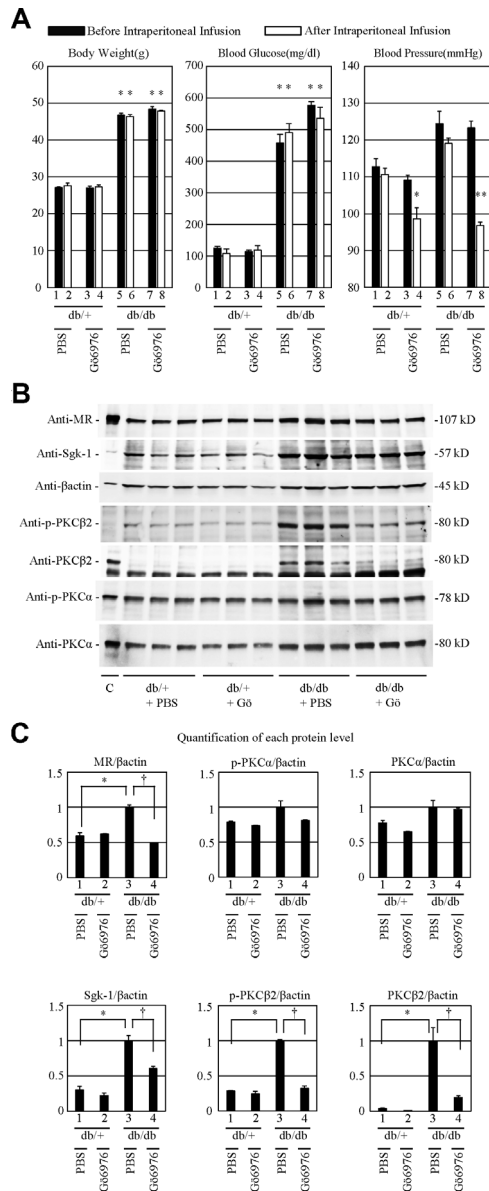 A
Before Intraperitoneal Infusion After Intraperitoneal Infusion
Body Weight(g) Blood Glucose(mg/dl) Blood Pressure(mmHg)
60 700 130
50 600 120
40 500 110
30 400 100
20 300 90
10 200 80
0 100
0
* * * * * * * * * **
1 2 3 4 5 6 7 8 1 2 3 4 5 6 7 8 1 2 3 4 5 6 7 8
db/+ db/db db/+ db/db db/+ db/db
PBS Gö6976 PBS Gö6976 PBS Gö6976 PBS Gö6976 PBS Gö6976 PBS Gö6976
B
Anti-MR - -107 kD
Anti-Sgk-1 - -57 kD
Anti-βactin - -45 kD
Anti-p-PKCβ2 - -80 kD
Anti-PKCβ2 - -80 kD
Anti-p-PKCα - -78 kD
Anti-PKCα - -80 kD
C db/+ db/+ db/db db/db
+ PBS + Gö + PBS + Gö
C
Quantification of each protein level
MR/βactin p-PKCα/βactin PKCα/βactin
1.5 1.5 1.5
* †
1 1 1
0.5 0.5 0.5
0 0 0
1 2 3 4 1 2 3 4 1 2 3 4
db/+ db/db db/+ db/db db/+ db/db
PBS Gö6976 PBS Gö6976 PBS Gö6976 PBS Gö6976 PBS Gö6976 PBS Gö6976
Sgk-1/βactin p-PKCβ2/βactin PKCβ2/βactin
1.5 1.5 1.5
* † * † * †
1 1 1
0.5 0.5 0.5
0 0 0
1 2 3 4 1 2 3 4 1 2 3 4
db/+ db/db db/+ db/db db/+ db/db
PBS Gö6976 PBS Gö6976 PBS Gö6976 PBS Gö6976 PBS Gö6976 PBS Gö6976